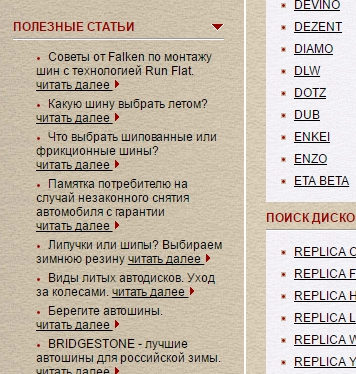 ПОЛЕЗНЫЕ СТАТЬИ
Советы от Falken по монтажу
шин с технологией Run Flat.
читать далее
Какую шину выбрать летом?
читать далее
Что выбрать шипованные или
фрикционные шины?
читать далее
Памятка потребителю на
случай незаконного снятия
автомобиля с гарантии
читать далее
Липучки или шипы? Выбираем
зимнюю резину читать далее
Виды литых автодисков. Уход
за колесами. читать далее
Берегите автошины.
читать далее
BRIDGESTONE - лучшие
автошины для российской зимы.
читать далее
DEVINO
DEZENT
DIAMO
DLW
DOTZ
DUB
ENKEI
ENZO
ETA BETA
ПОИСК ДИСКО
REPLICA
REPLICA F
REPLICA H
REPLICA L
REPLICA
REPLICA Y